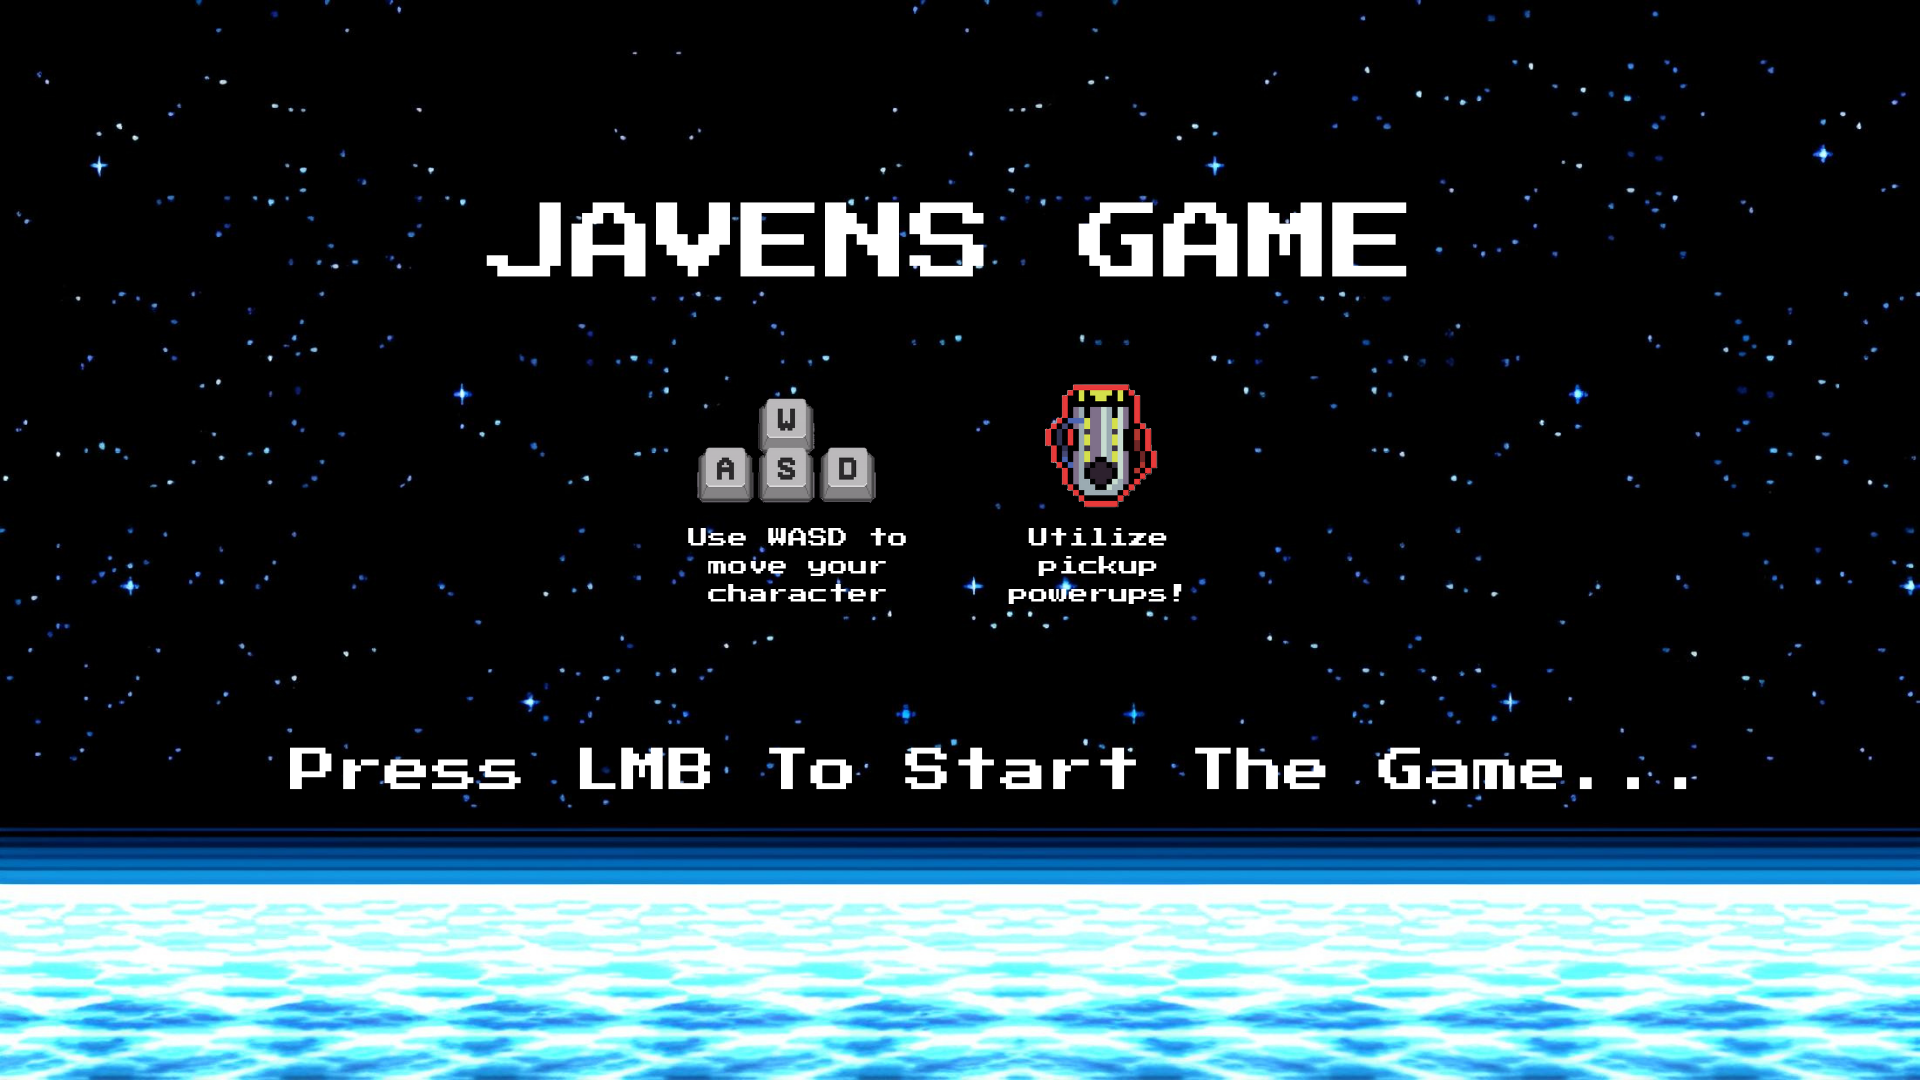 JAVENS GAME
W
A S D
Use WASD to
move your
character
Utilize
pickup
powerups!
Press LMB To Start The Game...